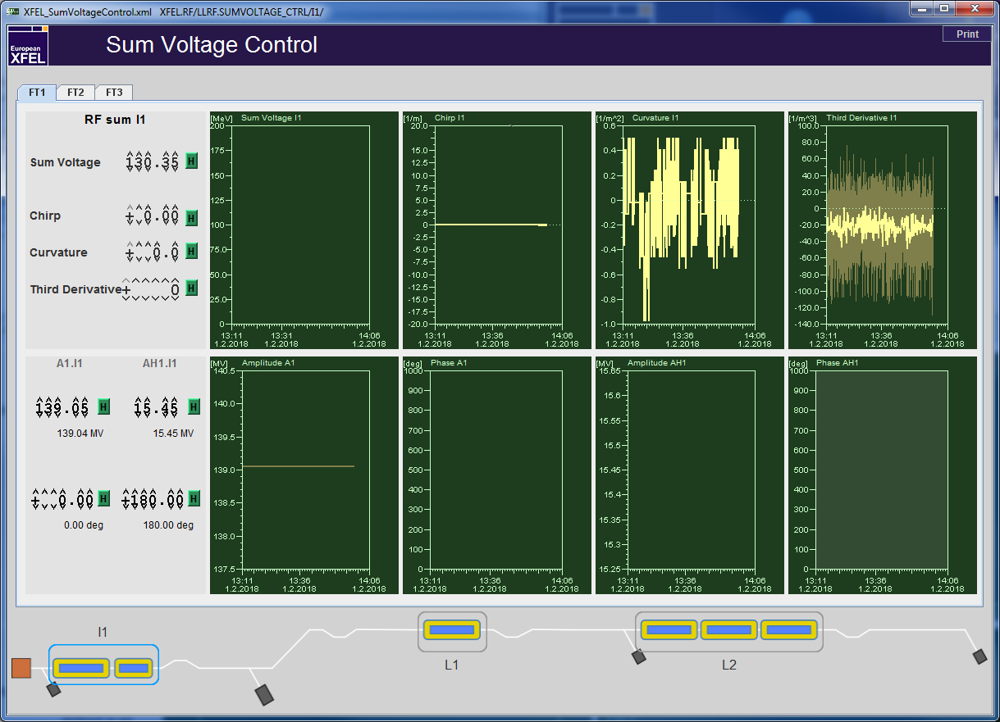 XFEL_SumVoltageControl.xml XFEL.RF/LLRF.SUMVOLTAGE_CTRL/I1/
European
XFEL
Sum Voltage Control
Print
FT1 FT2 FT3
RF sum I1
Sum Voltage 130.35 H
Chirp +0.00 H
Curvature +0.0 H
Third Derivative + 0 H
A1.I1 AH1.I1
139.05 H 15.45 H
139.04 MV 15.45 MV
+0.00 H +180.00 H
0.00 deg 180.00 deg
[MeV] Sum Voltage I1
200
175
150
125
100
75.0
50.0
25.0
0
13:11 13:31 14:06
1.2.2018 1.2.2018 1.2.2018
[1/m] Chirp I1
20.0
15.0
12.5
10.0
7.5
5.0
2.5
0
-2.5
-5.0
-7.5
-10.0
-12.5
-15.0
-17.5
-20.0
13:11 13:36 14:06
1.2.2018 1.2.2018 1.2.2018
[1/m^2] Curvature I1
0.6
0.4
0.2
0
-0.2
-0.4
-0.6
-0.8
-1.0
13:11 13:36 14:06
1.2.2018 1.2.2018 1.2.2018
[1/m^3] Third Derivative I1
100.0
80.0
60.0
40.0
20.0
0
-20.0
-40.0
-60.0
-80.0
-100.0
-120.0
-140.0
13:11 13:36 14:06
1.2.2018 1.2.2018 1.2.2018
[MV] Amplitude A1
140.5
140.0
139.5
139.0
138.5
138.0
137.5
13:11 13:36 14:06
1.2.2018 1.2.2018 1.2.2018
[deg] Phase A1
1000
900
800
700
600
500
400
300
200
100
0
13:11 13:36 14:06
1.2.2018 1.2.2018 1.2.2018
[MV] Amplitude AH1
15.65
15.6
15.55
15.5
15.45
15.4
15.35
15.3
15.25
13:11 13:36 14:06
1.2.2018 1.2.2018 1.2.2018
[deg] Phase AH1
1000
900
800
700
600
500
400
300
200
100
0
13:11 13:36 14:06
1.2.2018 1.2.2018 1.2.2018
I1
L1
L2